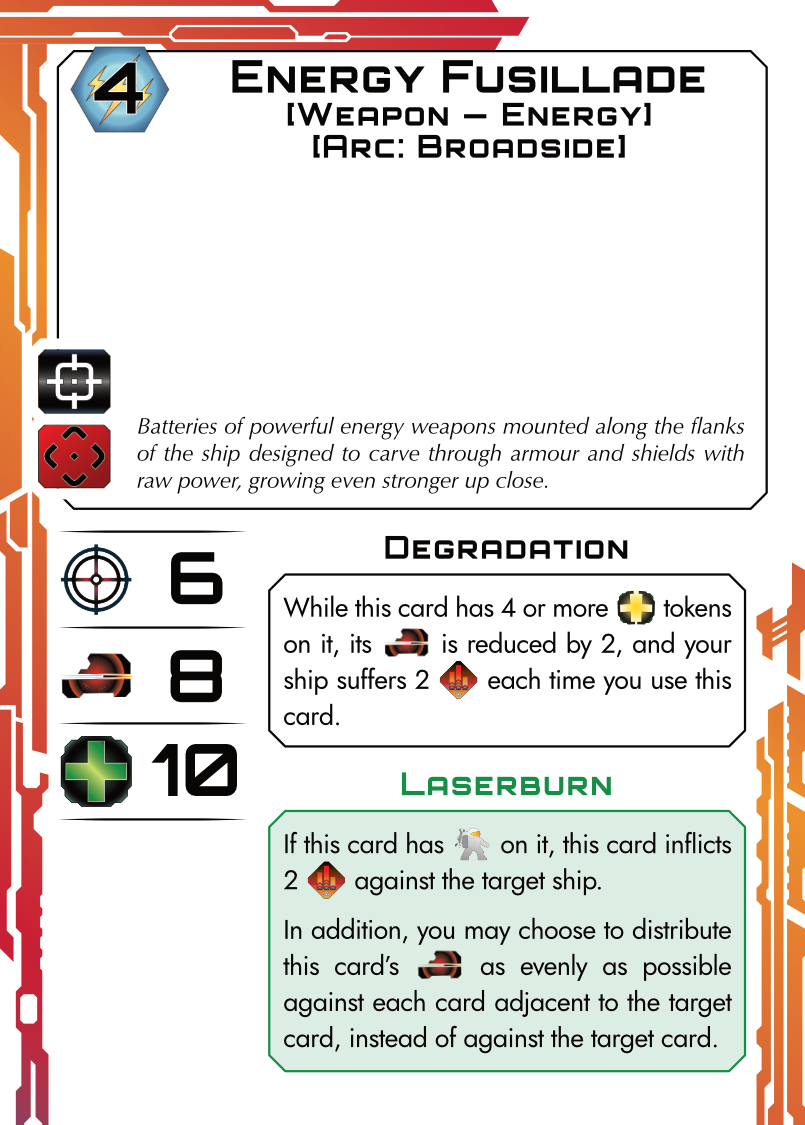 4
Energy Fusillade
[Weapon – Energy]
[Arc: Broadside]
Batteries of powerful energy weapons mounted along the flanks
of the ship designed to carve through armour and shields with
raw power, growing even stronger up close.
6
8
10
Degradation
While this card has 4 or more tokens
on it, its is reduced by 2, and your
ship suffers 2 each time you use this
card.
Laserburn
If this card has on it, this card inflicts
2 against the target ship.
In addition, you may choose to distribute
this card's as evenly as possible
against each card adjacent to the target
card, instead of against the target card.